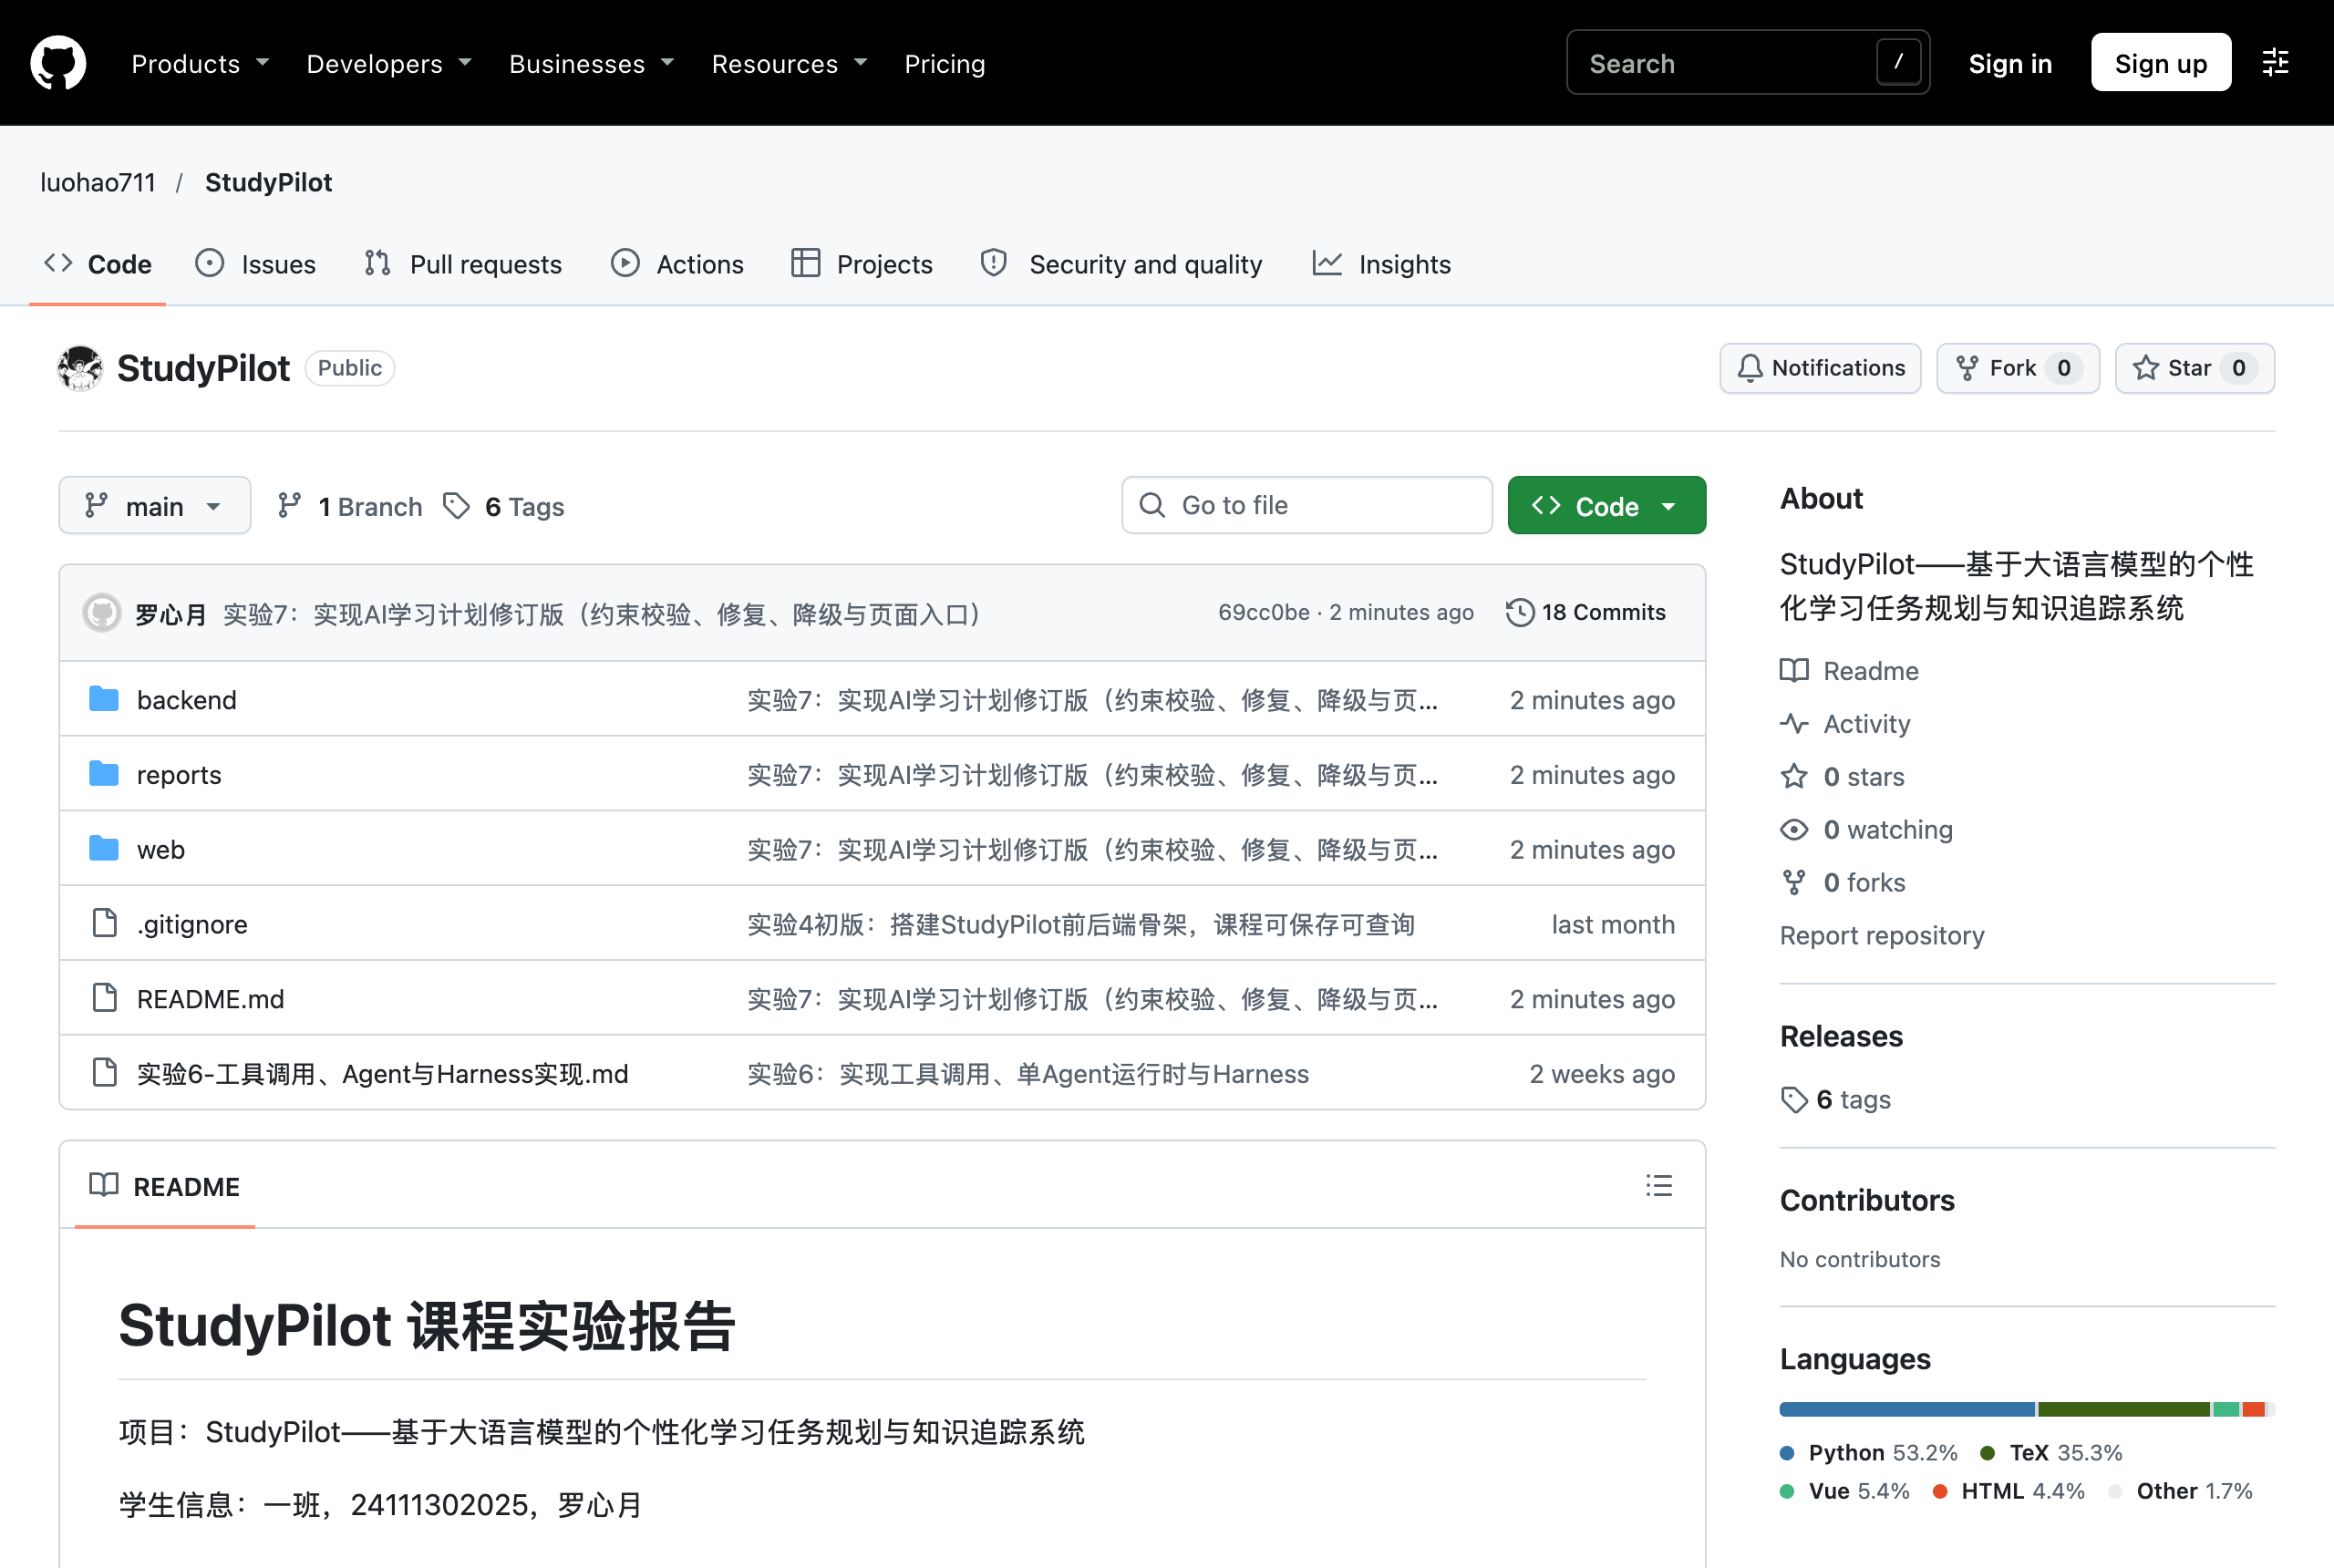 Products Developers Businesses Resources Pricing Search / Sign in Sign up
luohao711 / StudyPilot
Code Issues Pull requests Actions Projects Security and quality Insights
StudyPilot Public Notifications Fork 0 Star 0
main 1 Branch 6 Tags Go to file Code
罗心月 实验7：实现AI学习计划修订版（约束校验、修复、降级与页面入口） 69cc0be · 2 minutes ago 18 Commits
backend 实验7：实现AI学习计划修订版（约束校验、修复、降级与页... 2 minutes ago
reports 实验7：实现AI学习计划修订版（约束校验、修复、降级与页... 2 minutes ago
web 实验7：实现AI学习计划修订版（约束校验、修复、降级与页... 2 minutes ago
.gitignore 实验4初版：搭建StudyPilot前后端骨架，课程可保存可查询 last month
README.md 实验7：实现AI学习计划修订版（约束校验、修复、降级与页... 2 minutes ago
实验6-工具调用、Agent与Harness实现.md 实验6：实现工具调用、单Agent运行时与Harness 2 weeks ago
README
StudyPilot 课程实验报告
项目：StudyPilot——基于大语言模型的个性化学习任务规划与知识追踪系统
学生信息：一班，24111302025，罗心月
About
StudyPilot——基于大语言模型的个性
化学习任务规划与知识追踪系统
Readme
Activity
0 stars
0 watching
0 forks
Report repository
Releases
6 tags
Contributors
No contributors
Languages
Python 53.2% TeX 35.3%
Vue 5.4% HTML 4.4% Other 1.7%